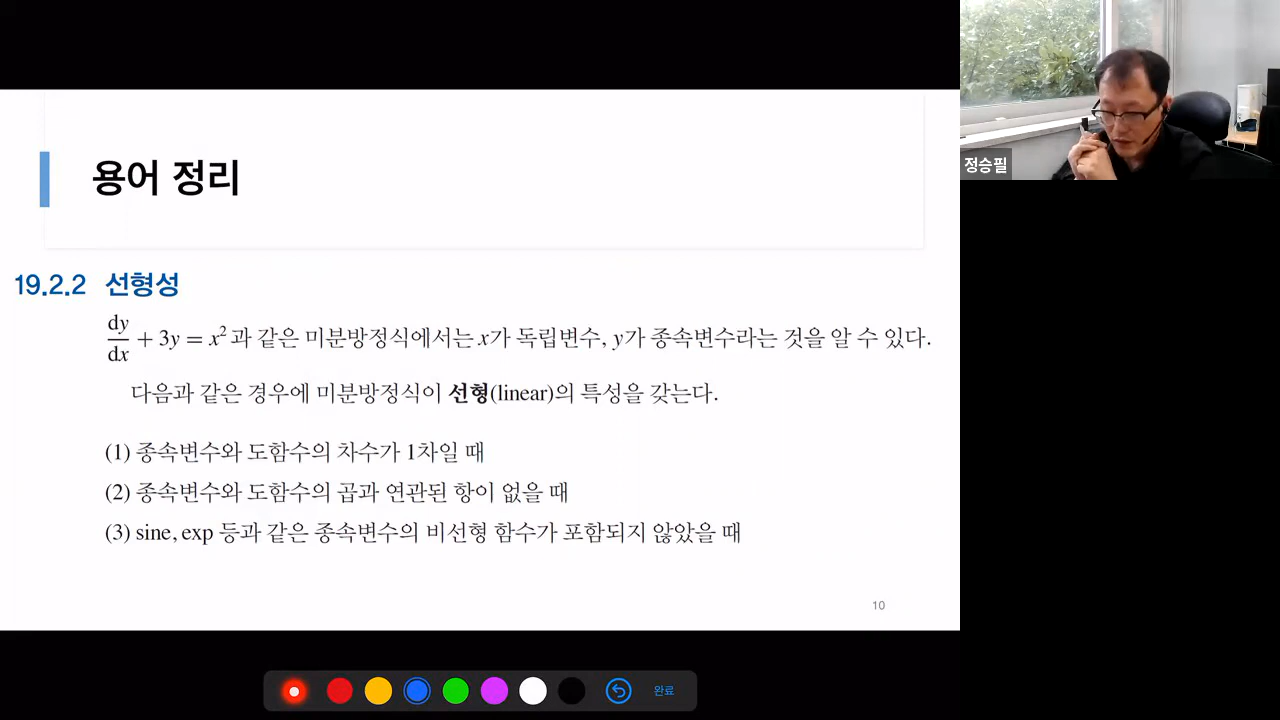 정승필
용어 정리
19.2.2 선형성
dy/dx + 3y = x² 과 같은 미분방정식에서는 x가 독립변수, y가 종속변수라는 것을 알 수 있다.
다음과 같은 경우에 미분방정식이 선형(linear)의 특성을 갖는다.
(1) 종속변수와 도함수의 차수가 1차일 때
(2) 종속변수와 도함수의 곱과 연관된 항이 없을 때
(3) sine, exp 등과 같은 종속변수의 비선형 함수가 포함되지 않았을 때
10
완료